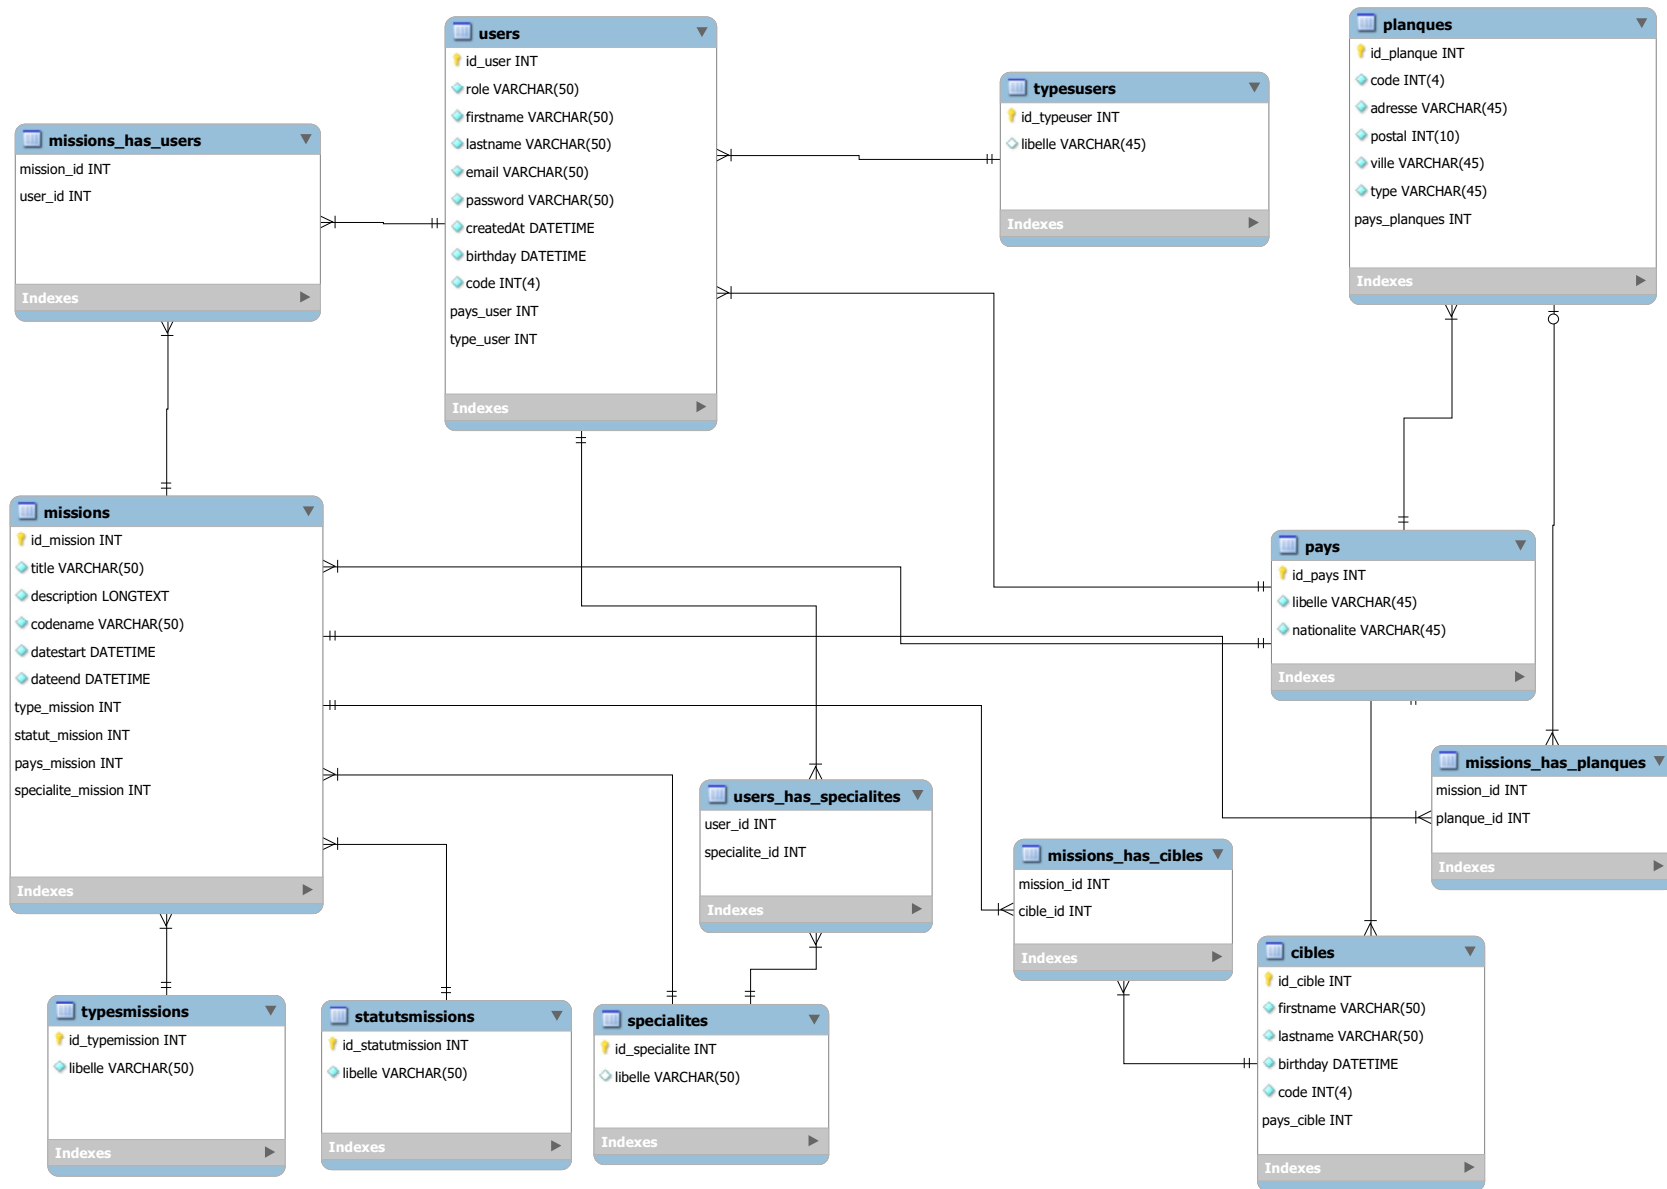 users
id_user INT
role VARCHAR(50)
firstname VARCHAR(50)
lastname VARCHAR(50)
email VARCHAR(50)
password VARCHAR(50)
createdAt DATETIME
birthday DATETIME
code INT(4)
pays_user INT
type_user INT
Indexes
typesusers
id_typeuser INT
libelle VARCHAR(45)
Indexes
planques
id_planque INT
code INT(4)
adresse VARCHAR(45)
postal INT(10)
ville VARCHAR(45)
type VARCHAR(45)
pays_planques INT
Indexes
missions_has_users
mission_id INT
user_id INT
Indexes
missions
id_mission INT
title VARCHAR(50)
description LONGTEXT
codename VARCHAR(50)
datestart DATETIME
dateend DATETIME
type_mission INT
statut_mission INT
pays_mission INT
specialite_mission INT
Indexes
pays
id_pays INT
libelle VARCHAR(45)
nationalite VARCHAR(45)
Indexes
missions_has_planques
mission_id INT
planque_id INT
Indexes
users_has_specialites
user_id INT
specialite_id INT
Indexes
missions_has_cibles
mission_id INT
cible_id INT
Indexes
cibles
id_cible INT
firstname VARCHAR(50)
lastname VARCHAR(50)
birthday DATETIME
code INT(4)
pays_cible INT
Indexes
typesmissions
id_typemission INT
libelle VARCHAR(50)
Indexes
statutsmissions
id_statutmission INT
libelle VARCHAR(50)
Indexes
specialites
id_specialite INT
libelle VARCHAR(50)
Indexes